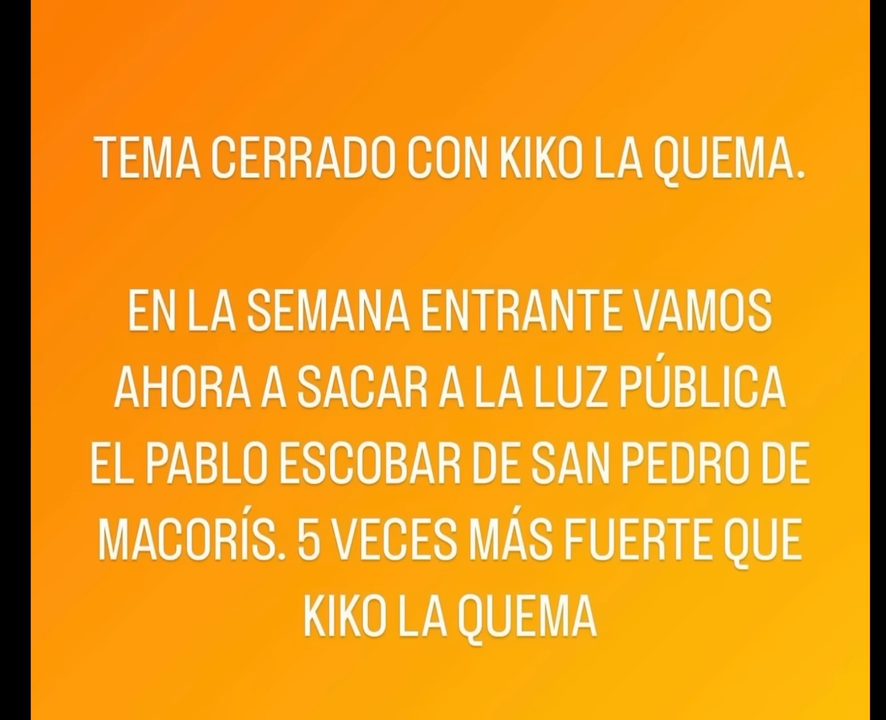 TEMA CERRADO CON KIKO LA QUEMA.
EN LA SEMANA ENTRANTE VAMOS
AHORA A SACAR A LA LUZ PÚBLICA
EL PABLO ESCOBAR DE SAN PEDRO DE
MACORÍS. 5 VECES MÁS FUERTE QUE
KIKO LA QUEMA